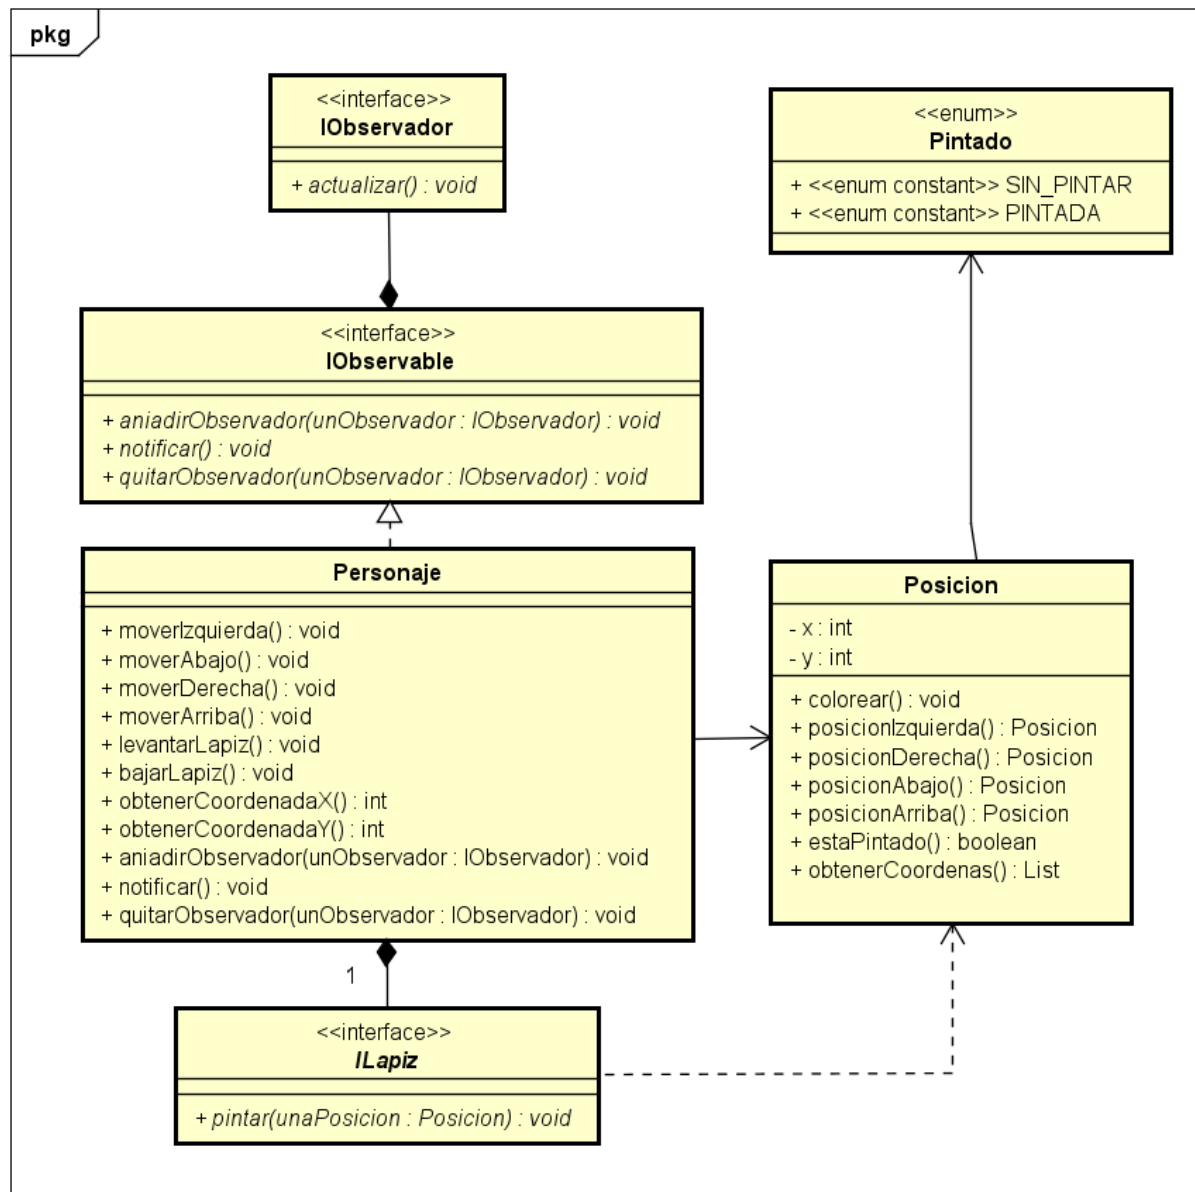 pkg
<<interface>>
IObservador
+ actualizar() : void
<<enum>>
Pintado
+ <<enum constant>> SIN_PINTAR
+ <<enum constant>> PINTADA
<<interface>>
IObservable
+ aniadirObservador(unObservador : IObservador) : void
+ notificar() : void
+ quitarObservador(unObservador : IObservador) : void
Personaje
+ moverIzquierda() : void
+ moverAbajo() : void
+ moverDerecha() : void
+ moverArriba() : void
+ levantarLapiz() : void
+ bajarLapiz() : void
+ obtenerCoordenadaX() : int
+ obtenerCoordenadaY() : int
+ aniadirObservador(unObservador : IObservador) : void
+ notificar() : void
+ quitarObservador(unObservador : IObservador) : void
Posicion
- x : int
- y : int
+ colorear() : void
+ posicionIzquierda() : Posicion
+ posicionDerecha() : Posicion
+ posicionAbajo() : Posicion
+ posicionArriba() : Posicion
+ estaPintado() : boolean
+ obtenerCoordenas() : List
1
<<interface>>
ILapiz
+ pintar(unaPosicion : Posicion) : void